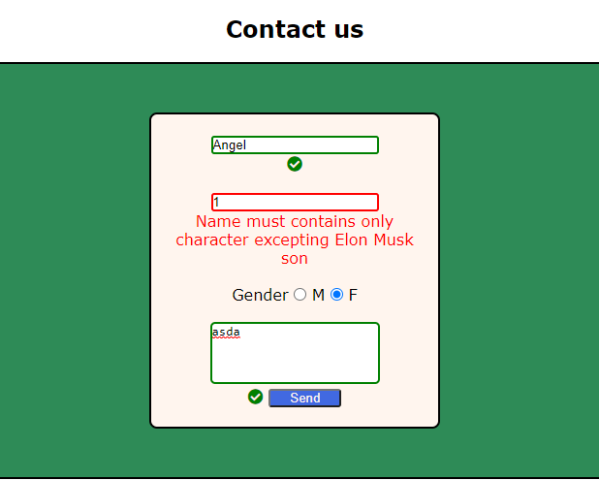 Contact us
Angel
1
Name must contains only
character excepting Elon Musk
son
Gender M F
asda
Send